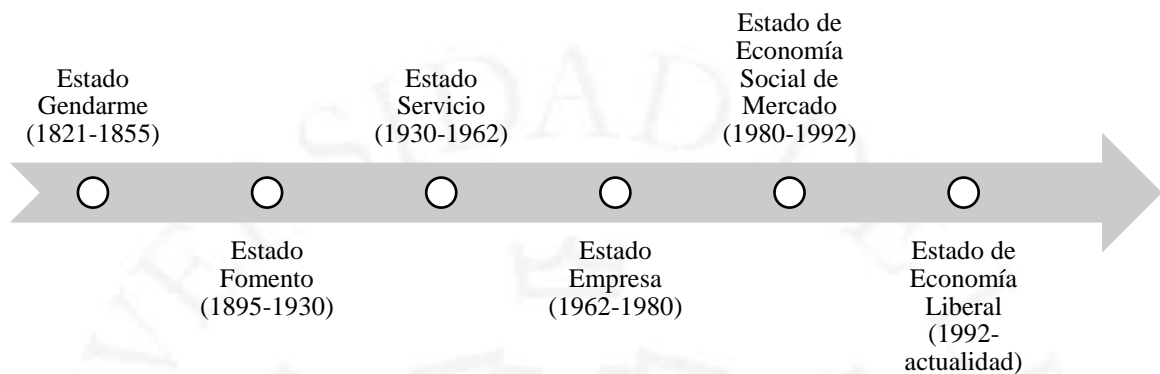 Estado
Gendarme
(1821-1855)
Estado
Fomento
(1895-1930)
Estado
Servicio
(1930-1962)
Estado
Empresa
(1962-1980)
Estado de
Economía
Social de
Mercado
(1980-1992)
Estado de
Economía
Liberal
(1992-
actualidad)